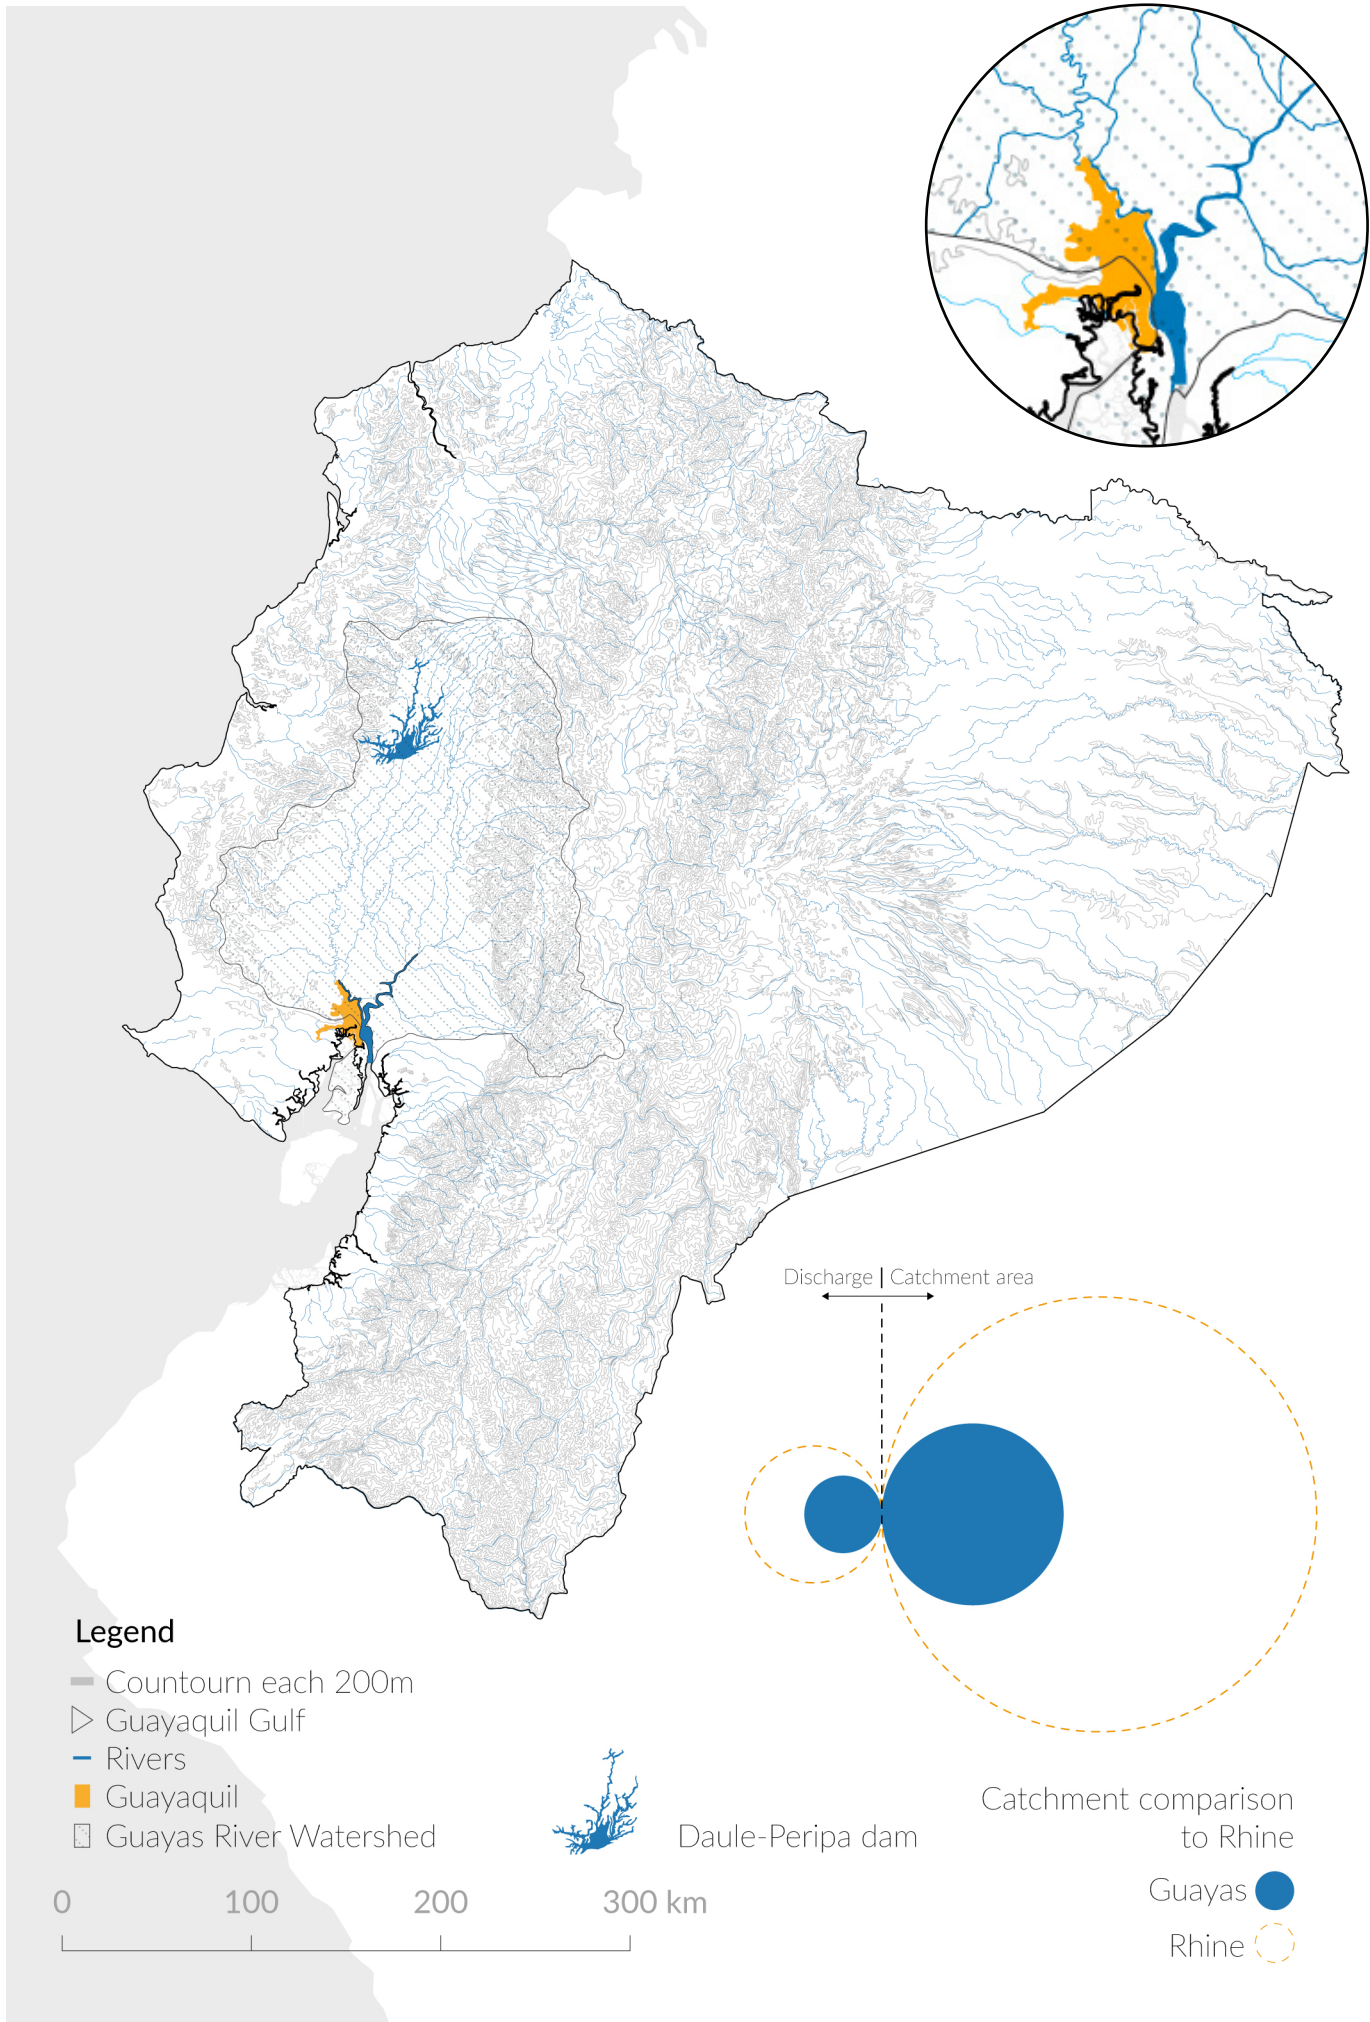 Discharge | Catchment area
Legend
Countourn each 200m
Guayaquil Gulf
Rivers
Guayaquil
Guayas River Watershed
Daule-Peripa dam
Catchment comparison
to Rhine
Guayas
Rhine
0 100 200 300 km